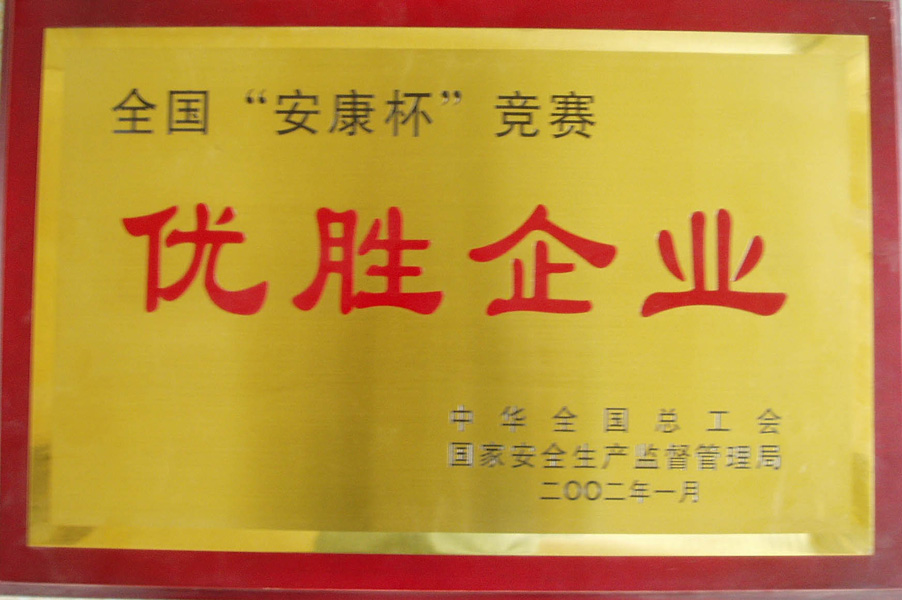 全国“安康杯”竞赛
优胜企业
中华全国总工会
国家安全生产监督管理局
二〇〇二年一月